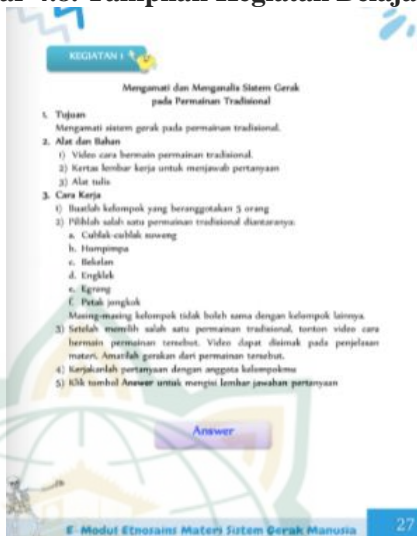 KEGIATAN 1
Mengamati dan Menganalis Sistem Gerak
pada Permainan Tradisional
1. Tujuan
Mengamati sistem gerak pada permainan tradisional.
2. Alat dan Bahan
1) Video cara bermain permainan tradisional.
2) Kertas lembar kerja untuk menjawab pertanyaan
3) Alat tulis
3. Cara Kerja
1) Buatlah kelompok yang beranggotakan 5 orang
2) Pilihlah salah satu permainan tradisional diantaranya:
a. Cublak-cublak suweng
b. Hompimpa
c. Bekelan
d. Engklek
e. Egrang
f. Petak jongkok
Masing-masing kelompok tidak boleh sama dengan kelompok lainnya.
3) Setelah memilih salah satu permainan tradisional, tonton video cara
bermain permainan tersebut. Video dapat disimak pada penjelasan
materi. Amatilah gerakan dari permainan tersebut.
4) Kerjakanlah pertanyaan dengan anggota kelompokmu
5) Klik tombol Answer untuk mengisi lembar jawaban pertanyaan
Answer
E- Modul Etnosains Materi Sistem Gerak Manusia
27